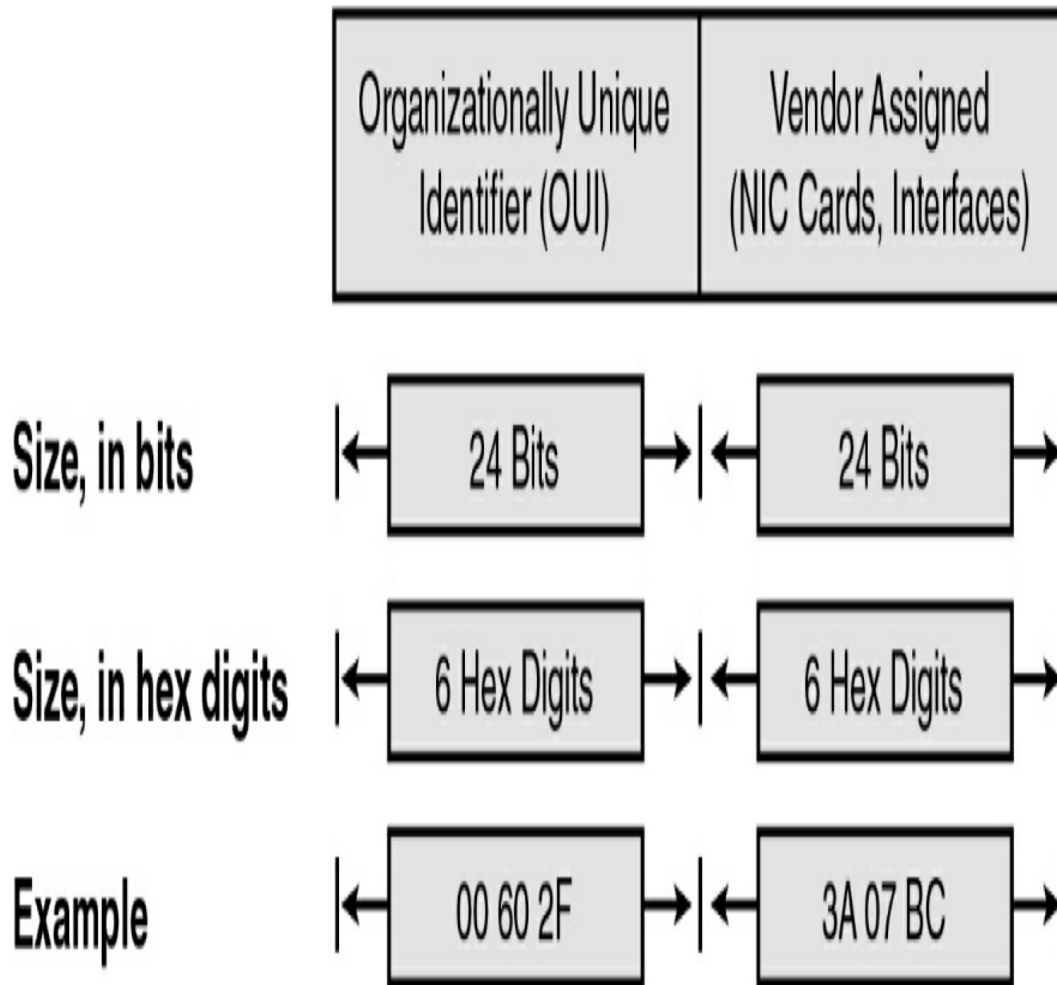 Organizationally Unique
Identifier (OUI)
Vendor Assigned
(NIC Cards, Interfaces)
Size, in bits
24 Bits
24 Bits
Size, in hex digits
6 Hex Digits
6 Hex Digits
Example
00 60 2F
3A 07 BC